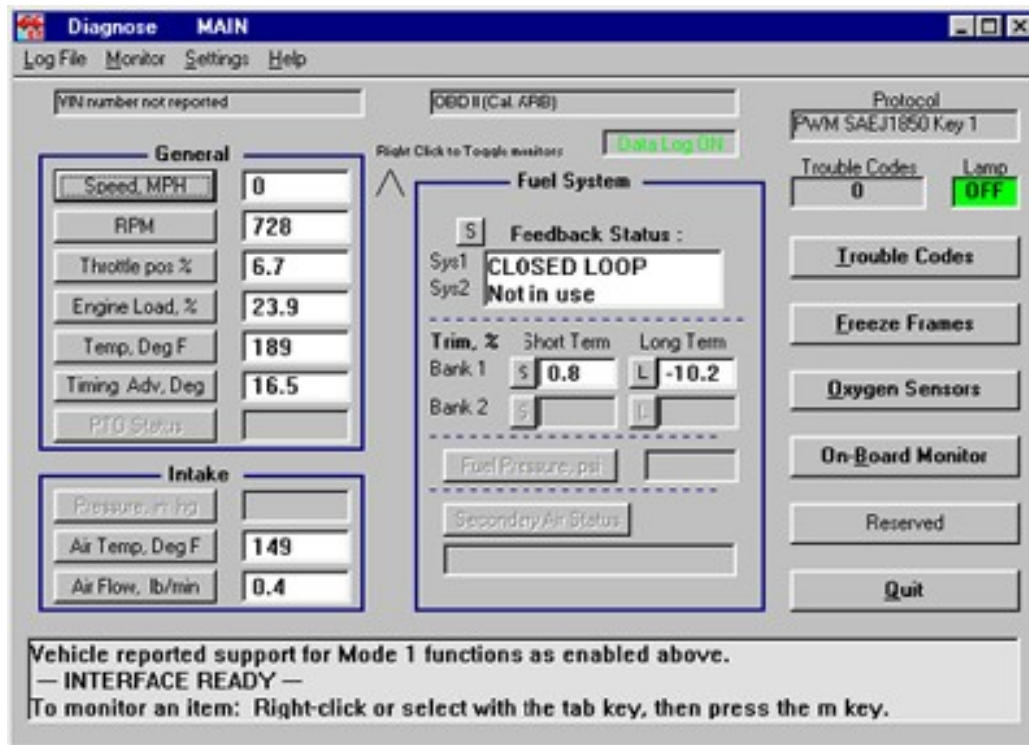 Diagnose MAIN
Log File Monitor Settings Help
VIN number not reported
OBD II (Cal. ARB)
Protocol
PWM SAEJ1850 Key 1
Right Click to Toggle monitors
Data Log ON
Trouble Codes
0
Lamp
OFF
General
Speed, MPH 0
RPM 728
Throttle pos % 6.7
Engine Load, % 23.9
Temp, Deg F 189
Timing Adv, Deg 16.5
PTO Status
Intake
Pressure, in hg
Air Temp, Deg F 149
Air Flow, lb/min 0.4
Fuel System
S Feedback Status :
Sys1 CLOSED LOOP
Sys2 Not in use
Trim, % Short Term Long Term
Bank 1 S 0.8 L -10.2
Bank 2 S L
Fuel Pressure, psi
Secondary Air Status
Trouble Codes
Freeze Frames
Oxygen Sensors
On-Board Monitor
Reserved
Quit
Vehicle reported support for Mode 1 functions as enabled above.
— INTERFACE READY —
To monitor an item: Right-click or select with the tab key, then press the m key.